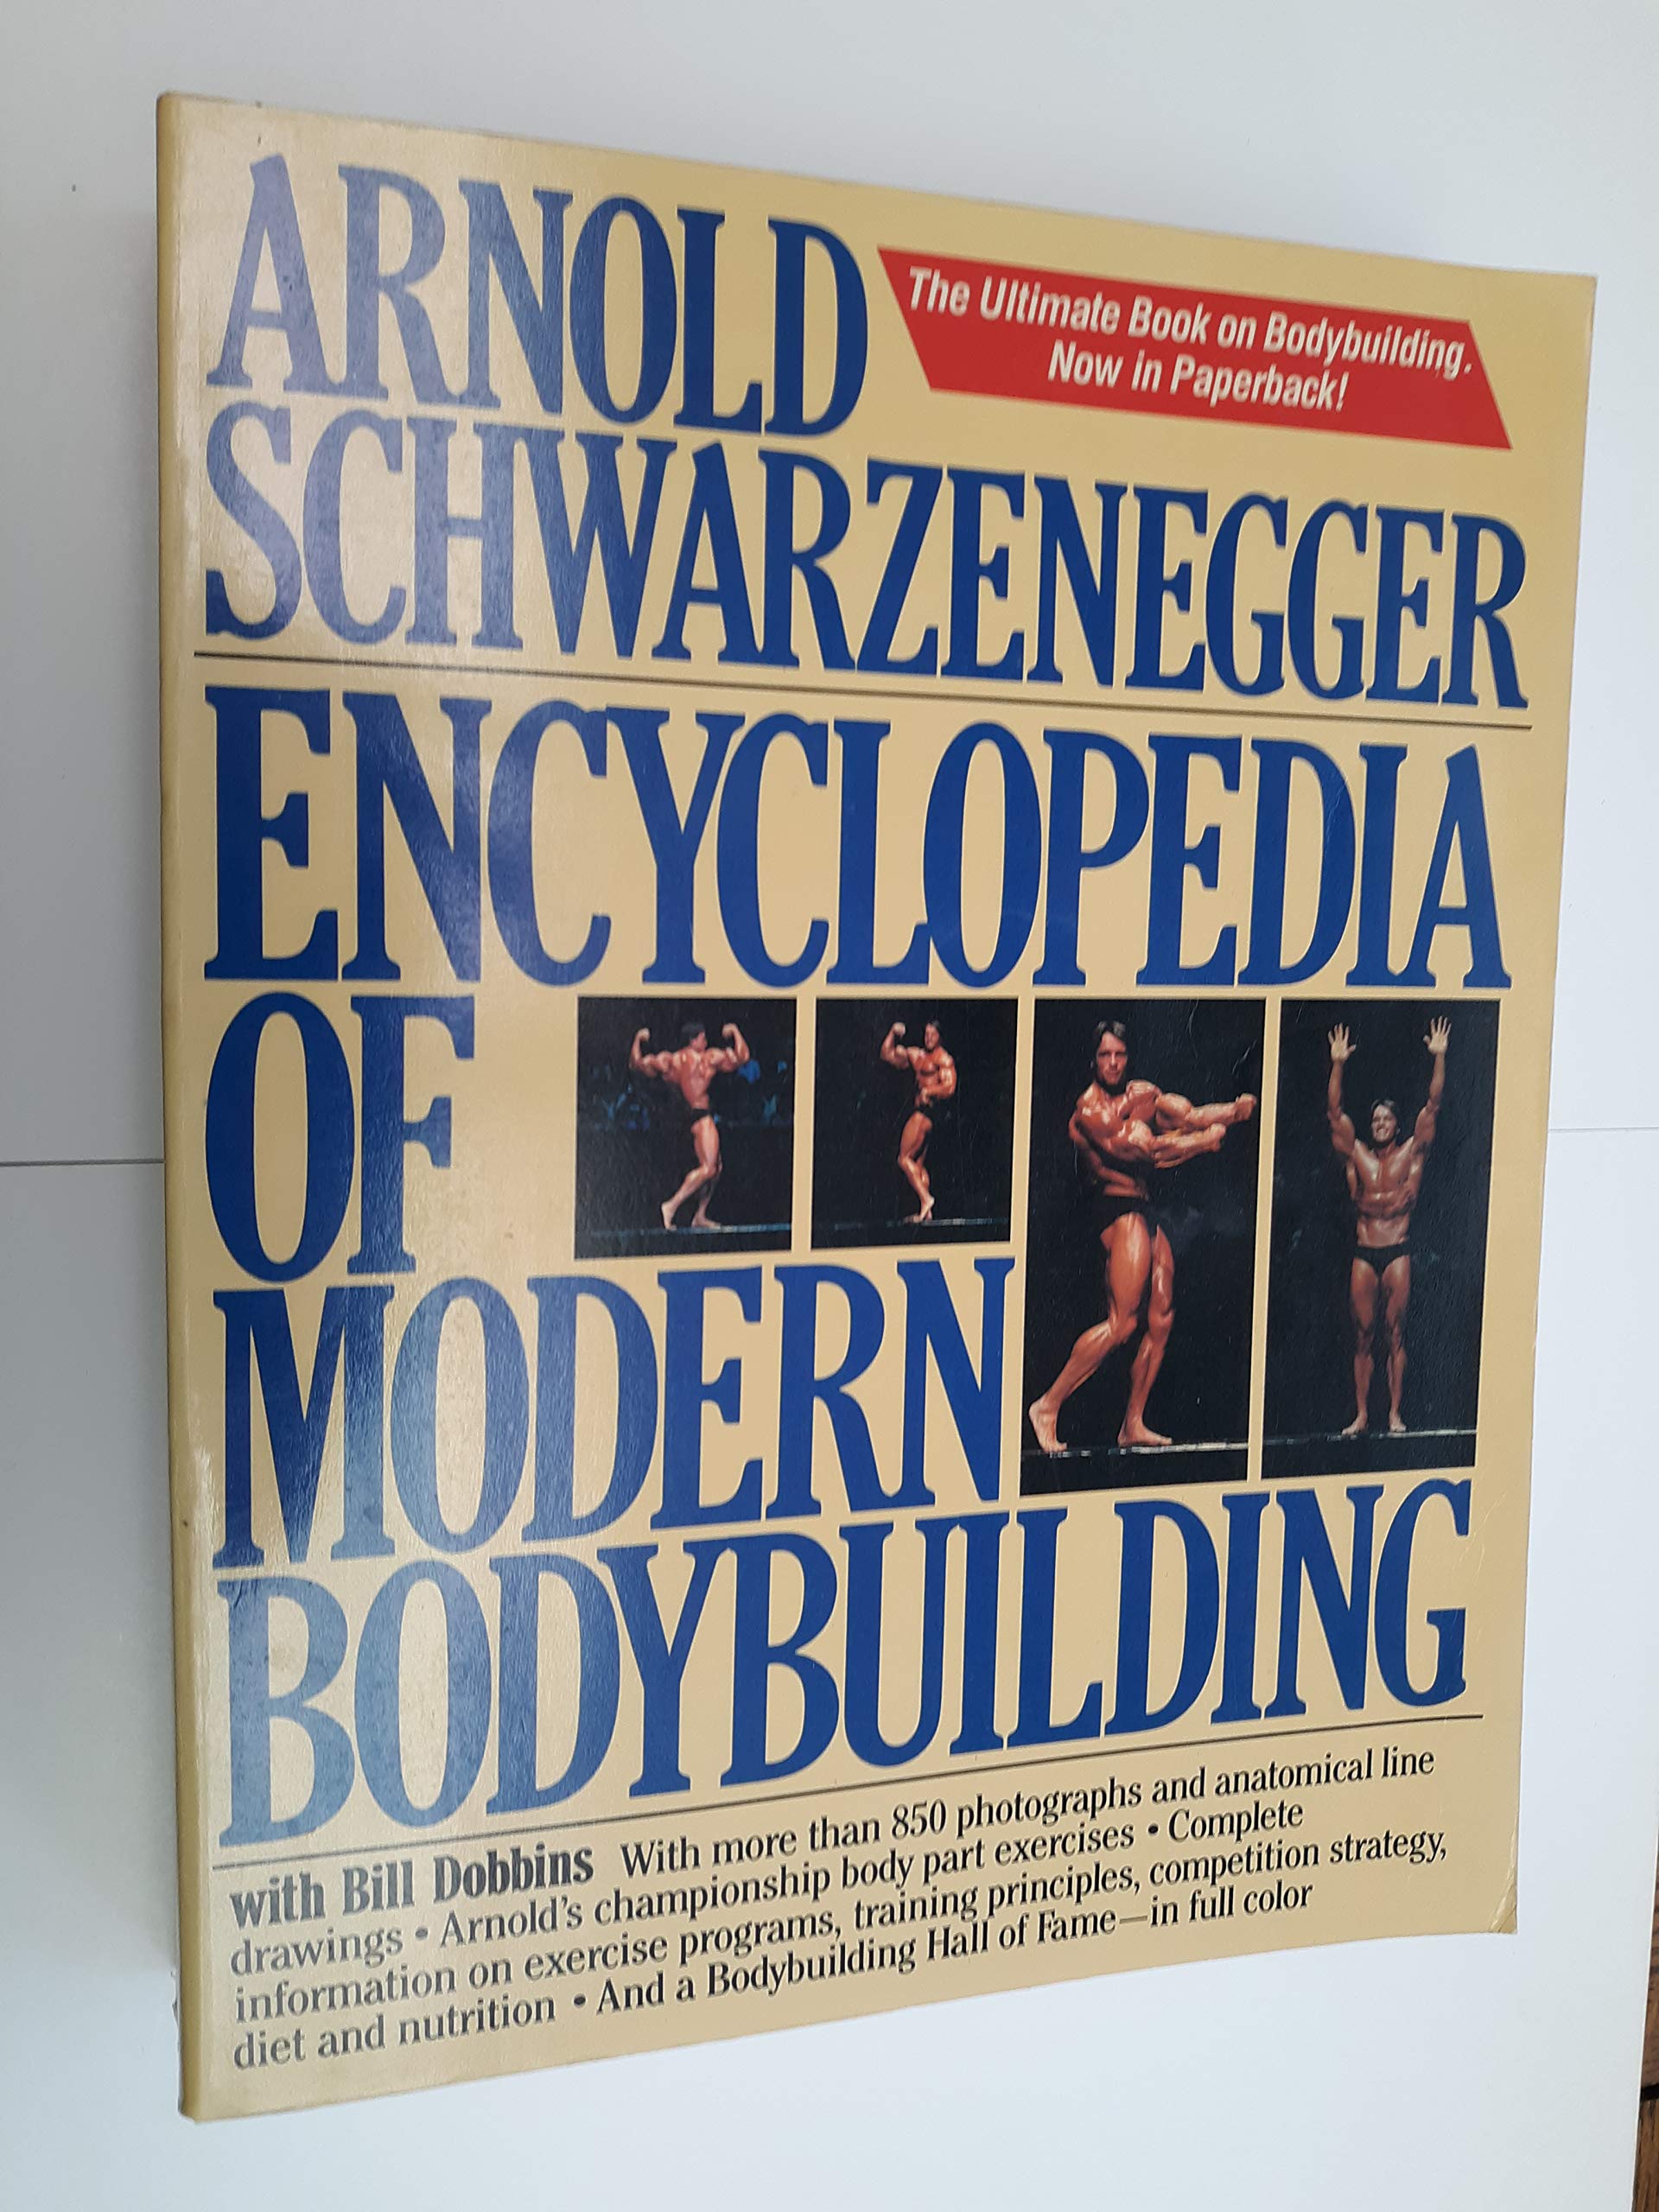 ARNOLD
The Ultimate Book on Bodybuilding.
Now in Paperback!
SCHWARZENEGGER
ENCYCLOPEDIA
OF
MODERN
BODYBUILDING
with Bill Dobbins With more than 850 photographs and anatomical line
drawings • Arnold's championship body part exercises • Complete
information on exercise programs, training principles, competition strategy,
diet and nutrition • And a Bodybuilding Hall of Fame—in full color